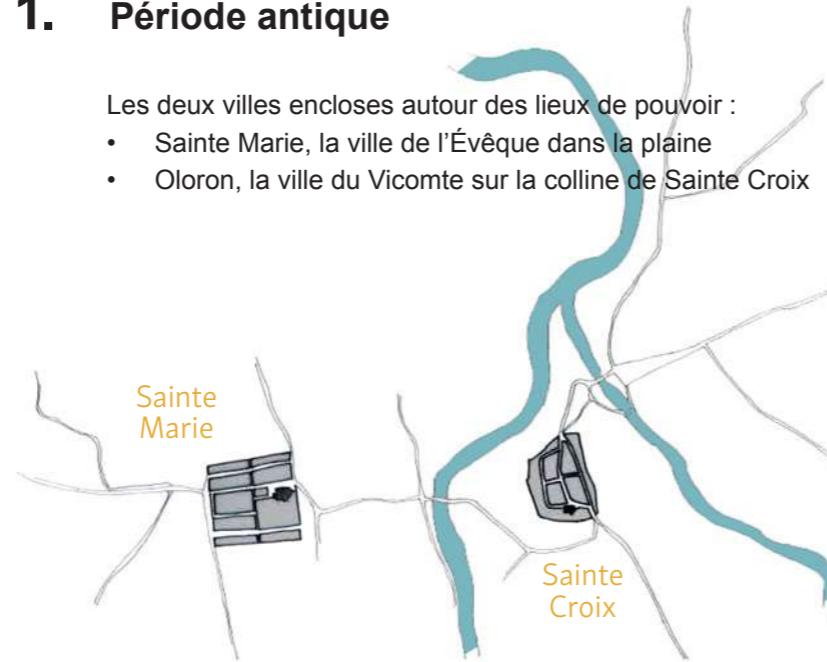 1. Période antique
Les deux villes encloses autour des lieux de pouvoir :
• Sainte Marie, la ville de l’Évêque dans la plaine
• Oloron, la ville du Vicomte sur la colline de Sainte Croix
Sainte
Marie
Sainte
Croix